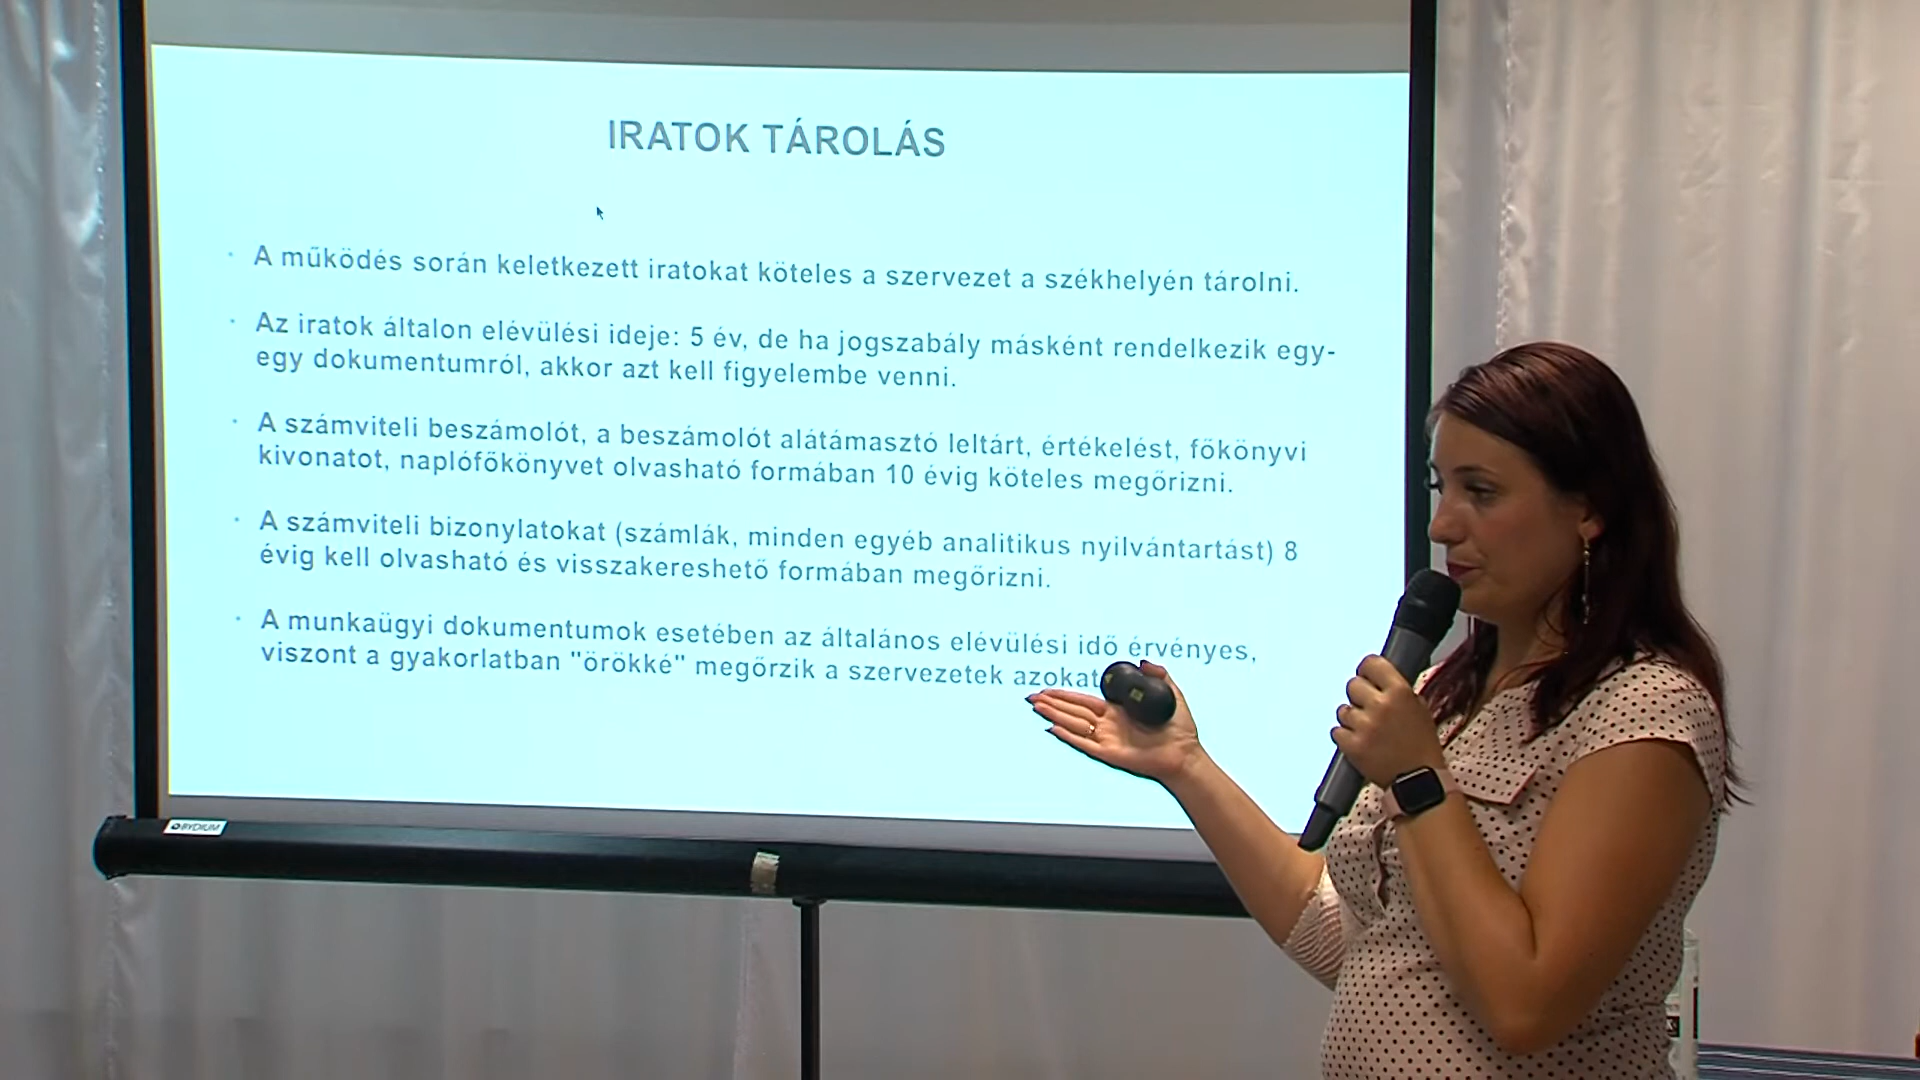 IRATOK TÁROLÁS
· A működés során keletkezett iratokat köteles a szervezet a székhelyén tárolni.
· Az iratok általon elévülési ideje: 5 év, de ha jogszabály másként rendelkezik egy-
egy dokumentumról, akkor azt kell figyelembe venni.
· A számviteli beszámolót, a beszámolót alátámasztó leltárt, értékelést, főkönyvi
kivonatot, naplófőkönyvet olvasható formában 10 évig köteles megőrizni.
· A számviteli bizonylatokat (számlák, minden egyéb analitikus nyilvántartást) 8
évig kell olvasható és visszakereshető formában megőrizni.
· A munkaügyi dokumentumok esetében az általános elévülési idő érvényes,
viszont a gyakorlatban "örökké" megőrzik a szervezetek azokat
BYDIUM